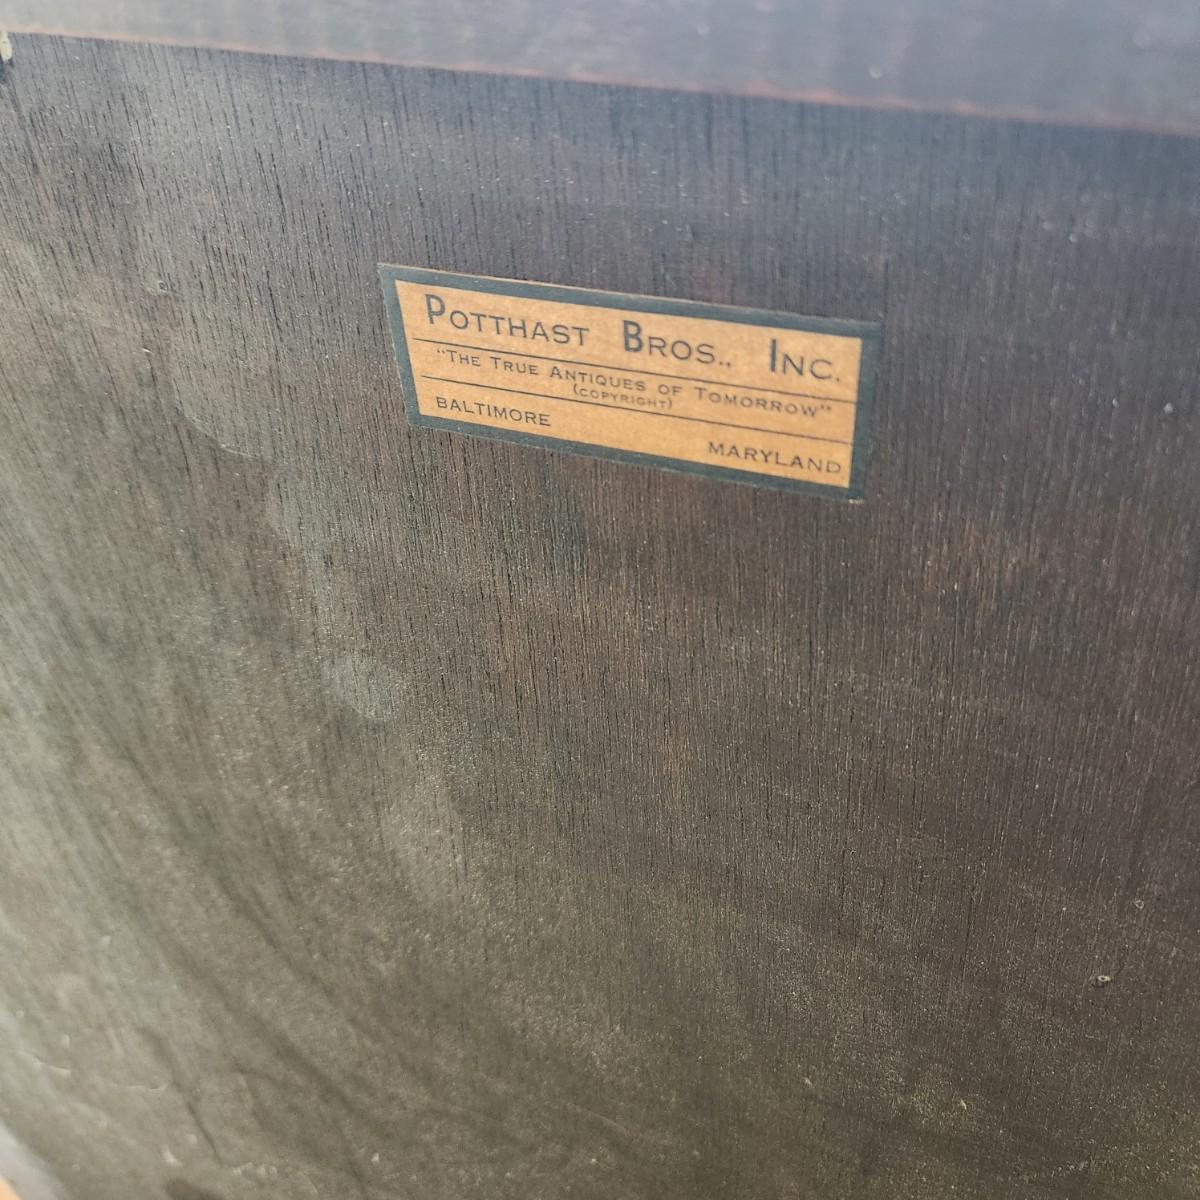 POTTHAST BROS., INC.
"THE TRUE ANTIQUES OF TOMORROW"
(COPYRIGHT)
BALTIMORE
MARYLAND